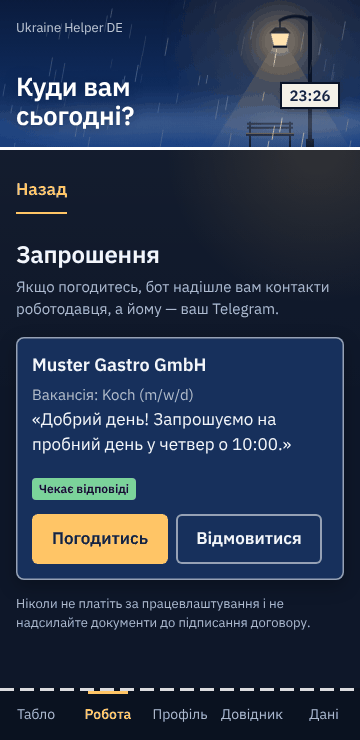 Ukraine Helper DE
Куди вам
сьогодні?
23:26
Назад
Запрошення
Якщо погодитесь, бот надішле вам контакти
роботодавця, а йому — ваш Telegram.
Muster Gastro GmbH
Вакансія: Koch (m/w/d)
«Добрий день! Запрошуємо на
пробний день у четвер о 10:00.»
Чекає відповіді
Погодитись
Відмовитися
Ніколи не платіть за працевлаштування і не
надсилайте документи до підписання договору.
Табло
Робота
Профіль
Довідник
Дані